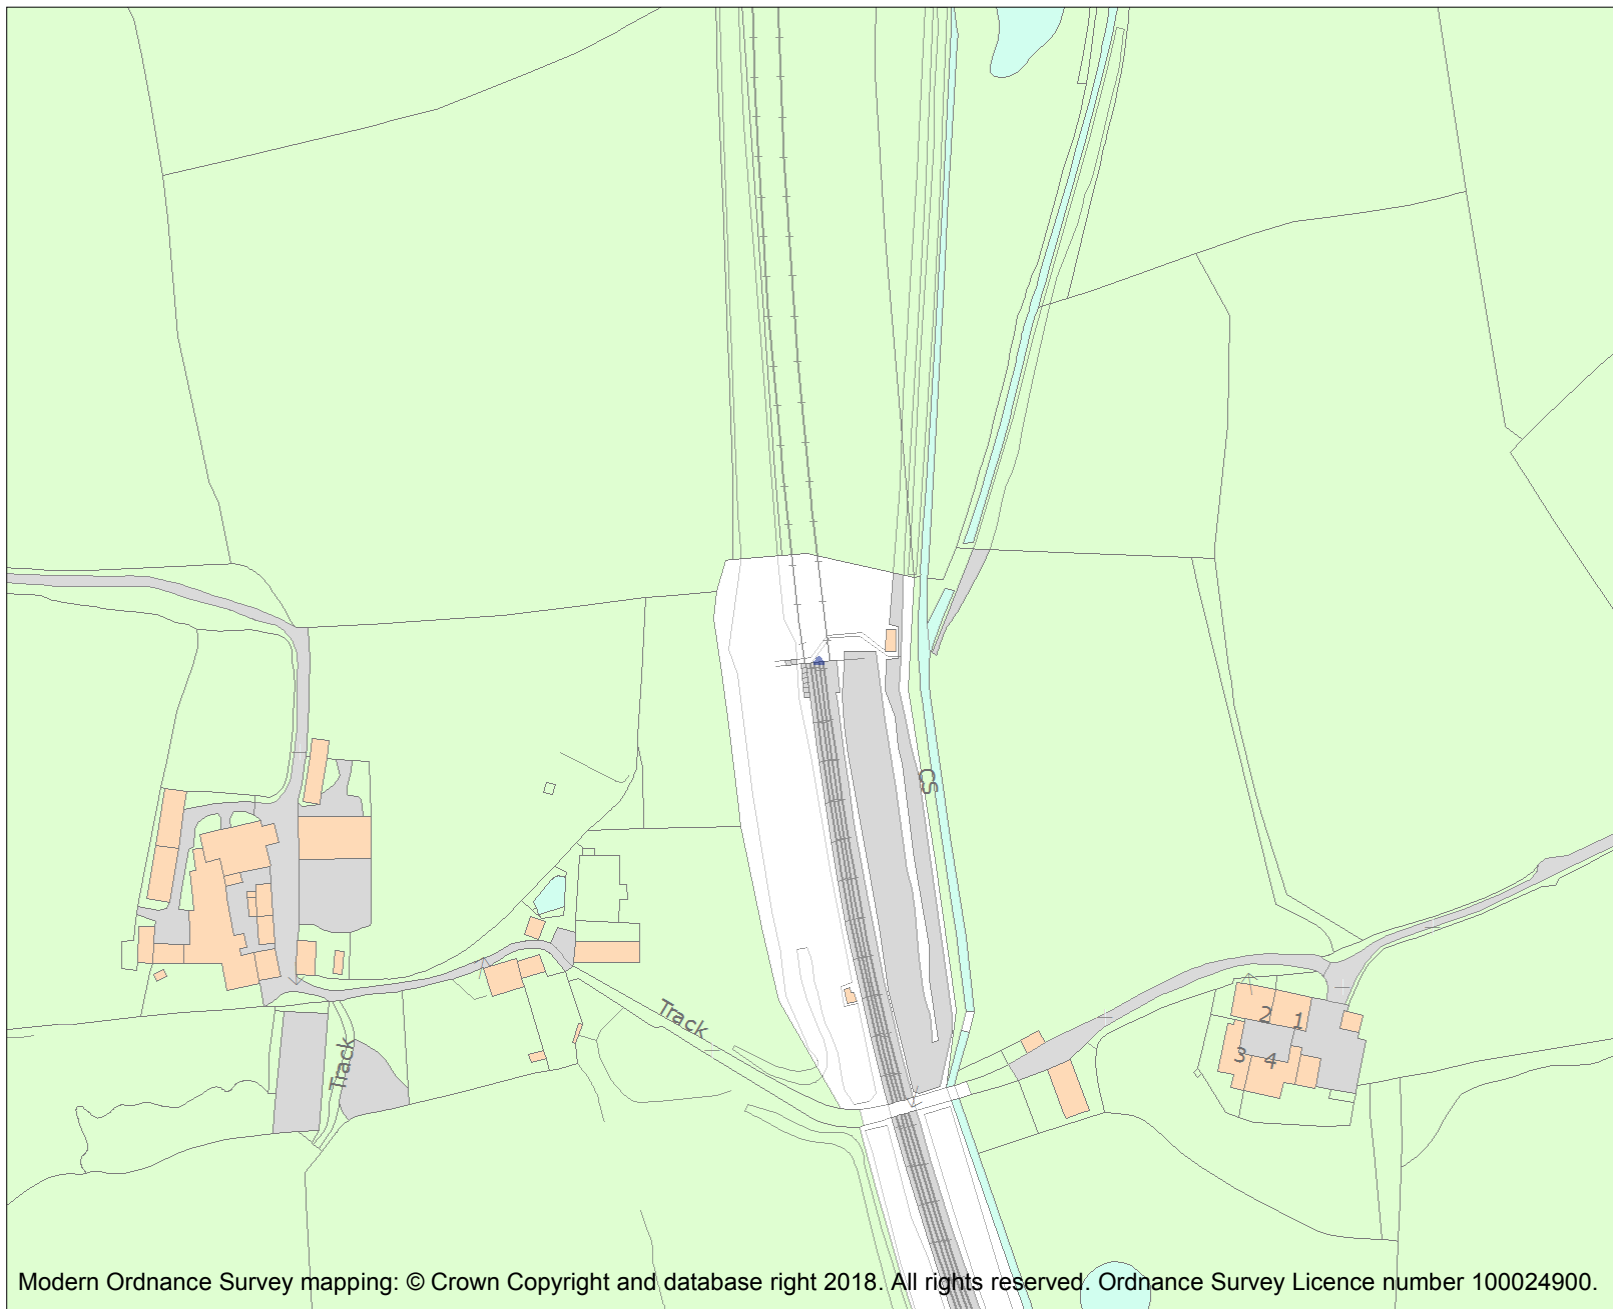 CS
Track
2 1
3 4
Track
Modern Ordnance Survey mapping: © Crown Copyright and database right 2018. All rights reserved. Ordnance Survey Licence number 100024900.